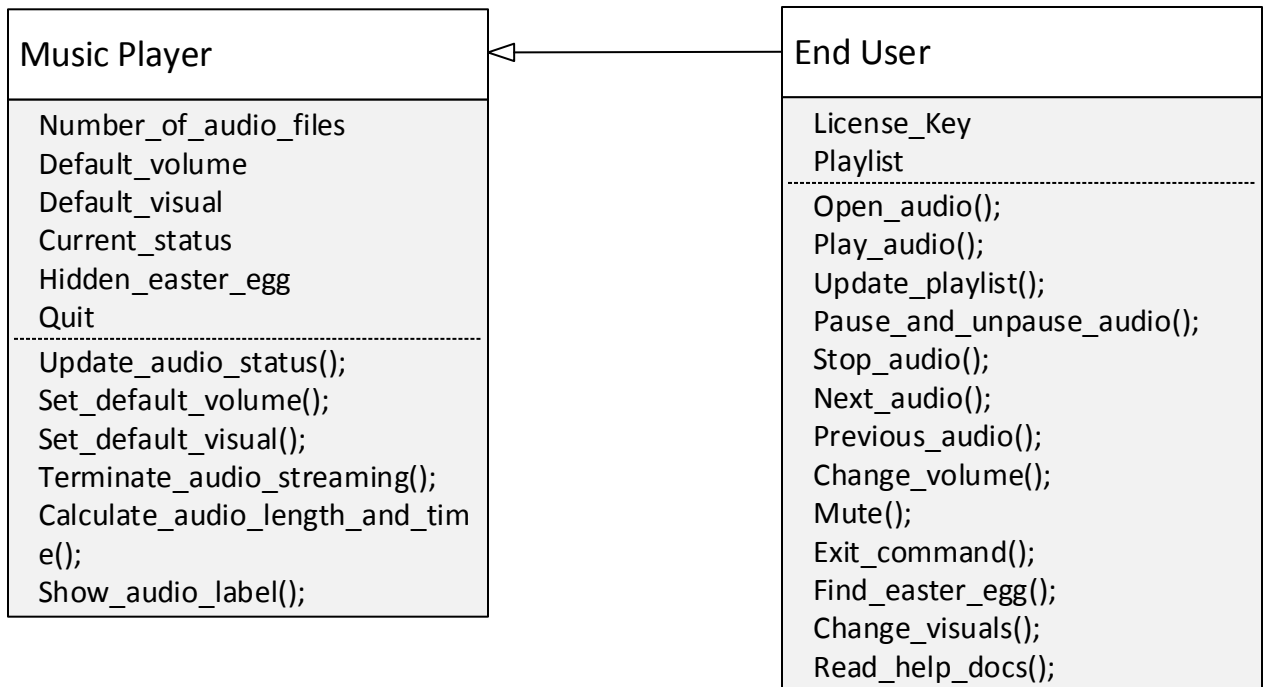 Music Player
Number_of_audio_files
Default_volume
Default_visual
Current_status
Hidden_easter_egg
Quit
Update_audio_status();
Set_default_volume();
Set_default_visual();
Terminate_audio_streaming();
Calculate_audio_length_and_tim
e();
Show_audio_label();
End User
License_Key
Playlist
Open_audio();
Play_audio();
Update_playlist();
Pause_and_unpause_audio();
Stop_audio();
Next_audio();
Previous_audio();
Change_volume();
Mute();
Exit_command();
Find_easter_egg();
Change_visuals();
Read_help_docs();